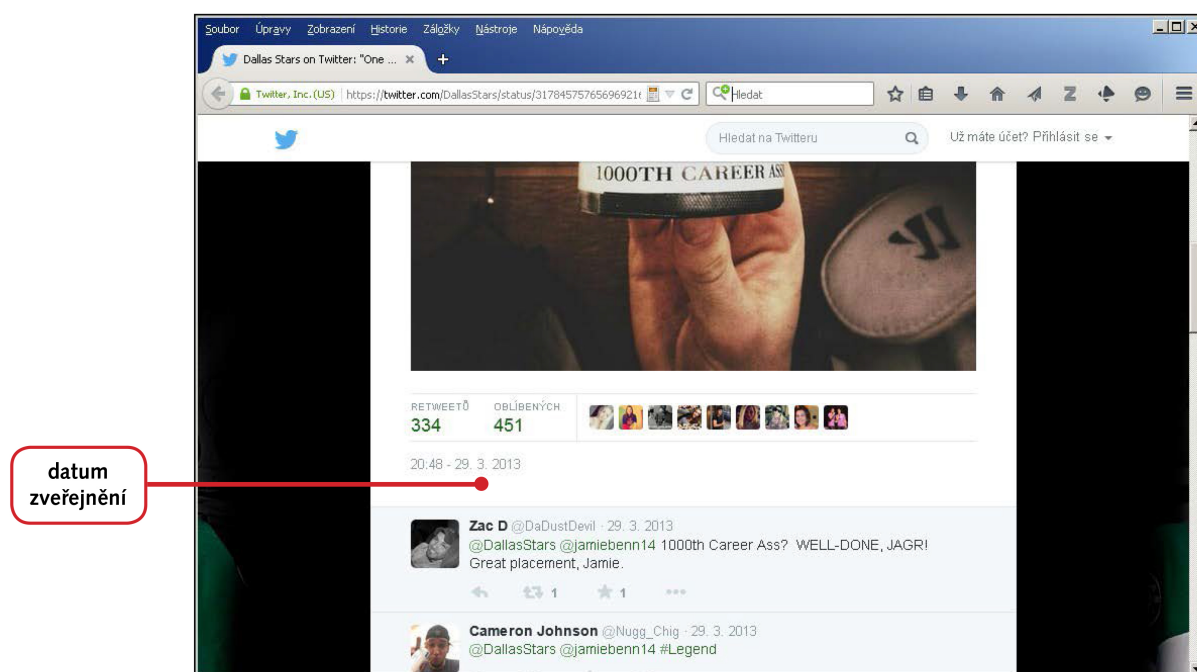 Soubor Úpravy Zobrazení Historie Záložky Nástroje Nápověda
Dallas Stars on Twitter: "One ...
Twitter, Inc. (US) https://twitter.com/DallasStars/status/31784575765696921 Hledat
Hledat na Twitteru Už máte účet? Přihlásit se
1000TH CAREER ASS
RETWEETŮ OBLÍBENÝCH
334 451
20:48 - 29. 3. 2013
datum
zveřejnění
Zac D @DaDustDevil · 29. 3. 2013
@DallasStars @jamiebenn14 1000th Career Ass? WELL-DONE, JAGR!
Great placement, Jamie.
1 1
Cameron Johnson @Nugg_Chig · 29. 3. 2013
@DallasStars @jamiebenn14 #Legend